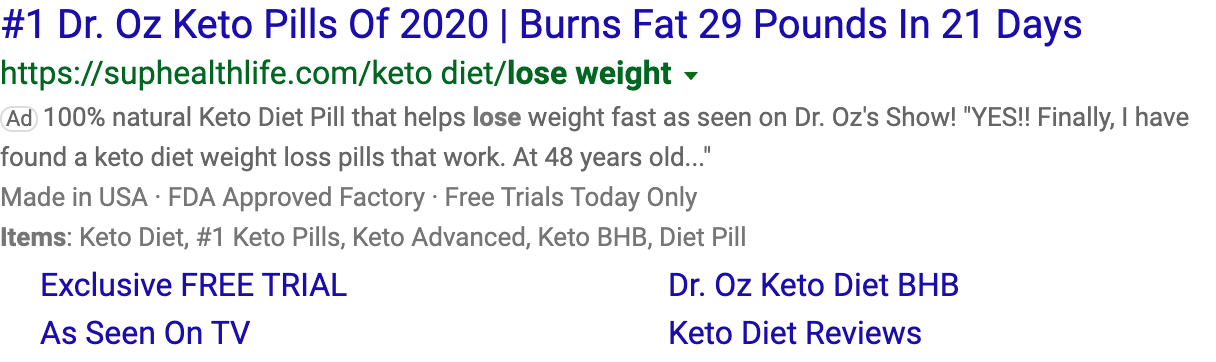 #1 Dr. Oz Keto Pills Of 2020 | Burns Fat 29 Pounds In 21 Days
https://suphealthlife.com/keto diet/lose weight
Ad 100% natural Keto Diet Pill that helps lose weight fast as seen on Dr. Oz's Show! "YES!! Finally, I have
found a keto diet weight loss pills that work. At 48 years old..."
Made in USA · FDA Approved Factory · Free Trials Today Only
Items: Keto Diet, #1 Keto Pills, Keto Advanced, Keto BHB, Diet Pill
Exclusive FREE TRIAL
Dr. Oz Keto Diet BHB
As Seen On TV
Keto Diet Reviews